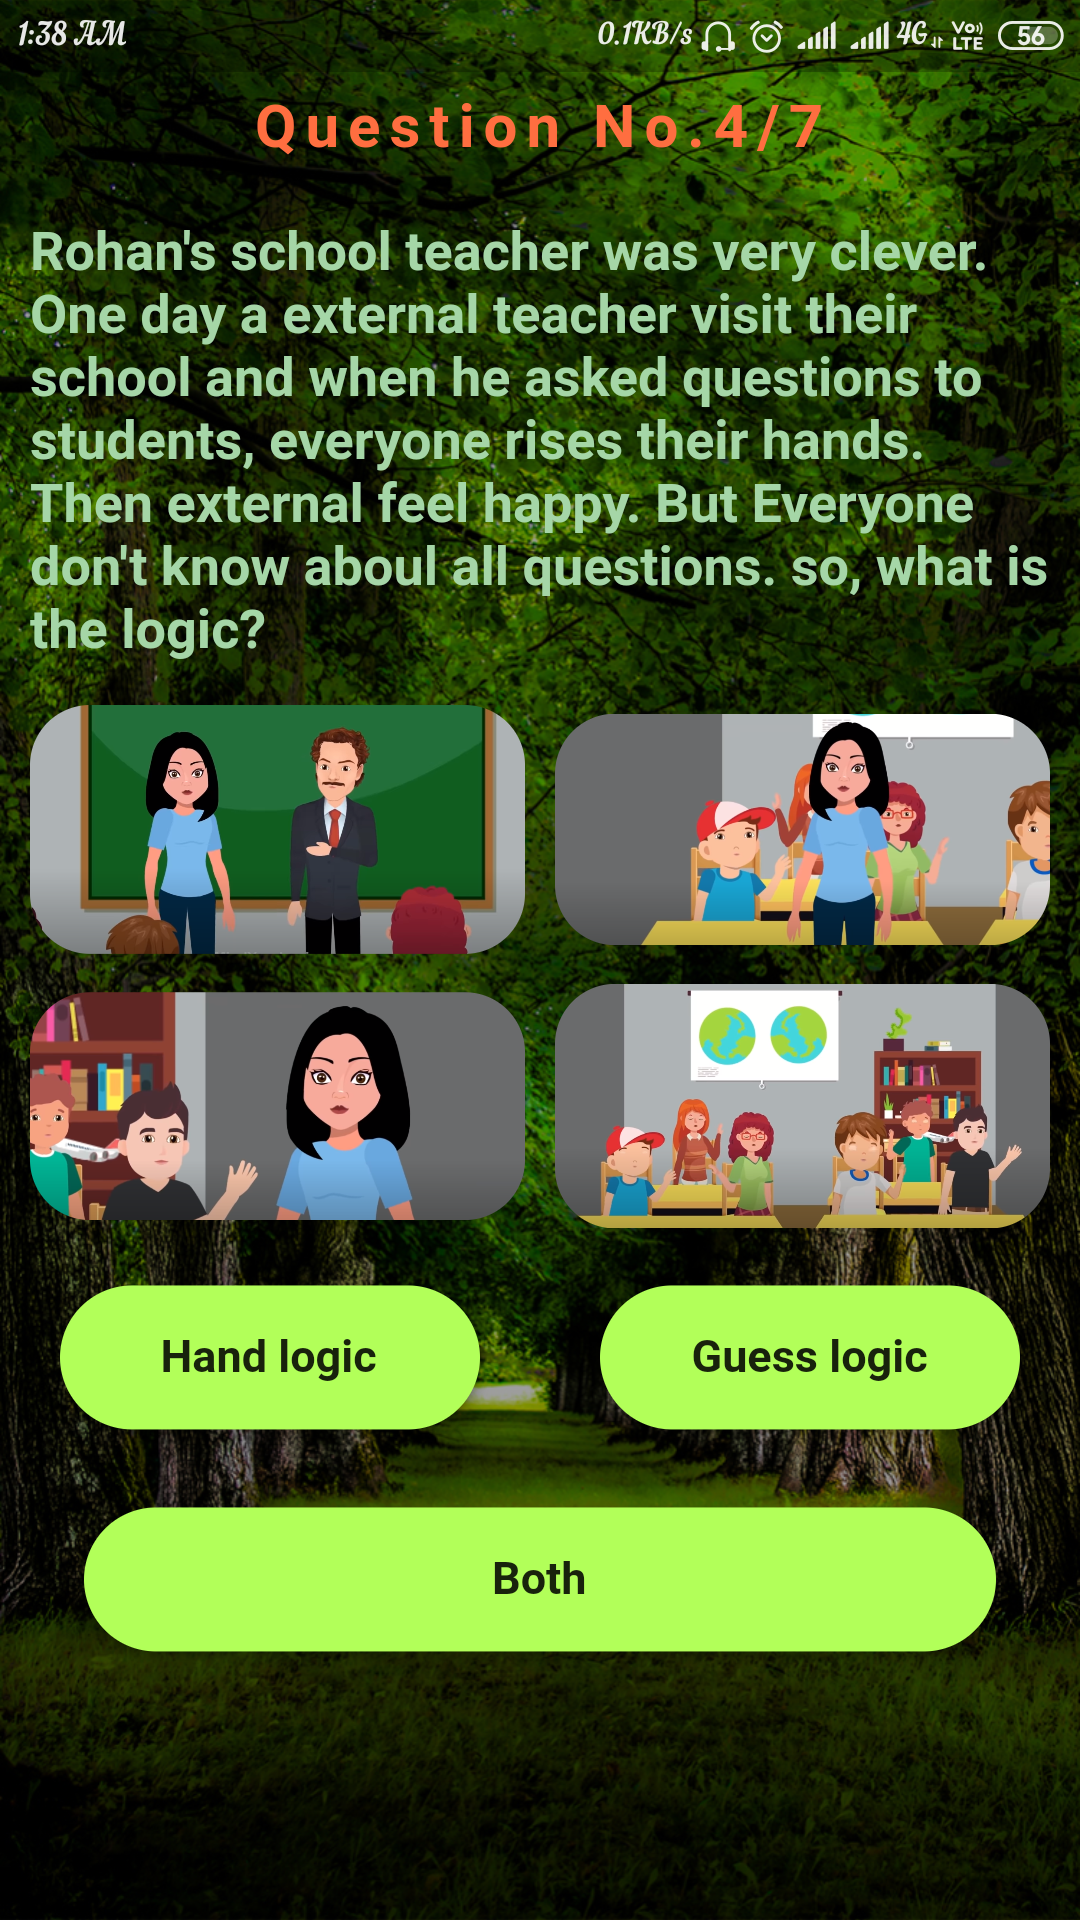 1:38 AM 0.1KB/s 4G Vo)) LTE 56
Question No.4/7
Rohan's school teacher was very clever.
One day a external teacher visit their
school and when he asked questions to
students, everyone rises their hands.
Then external feel happy. But Everyone
don't know aboul all questions. so, what is
the logic?
Hand logic
Guess logic
Both